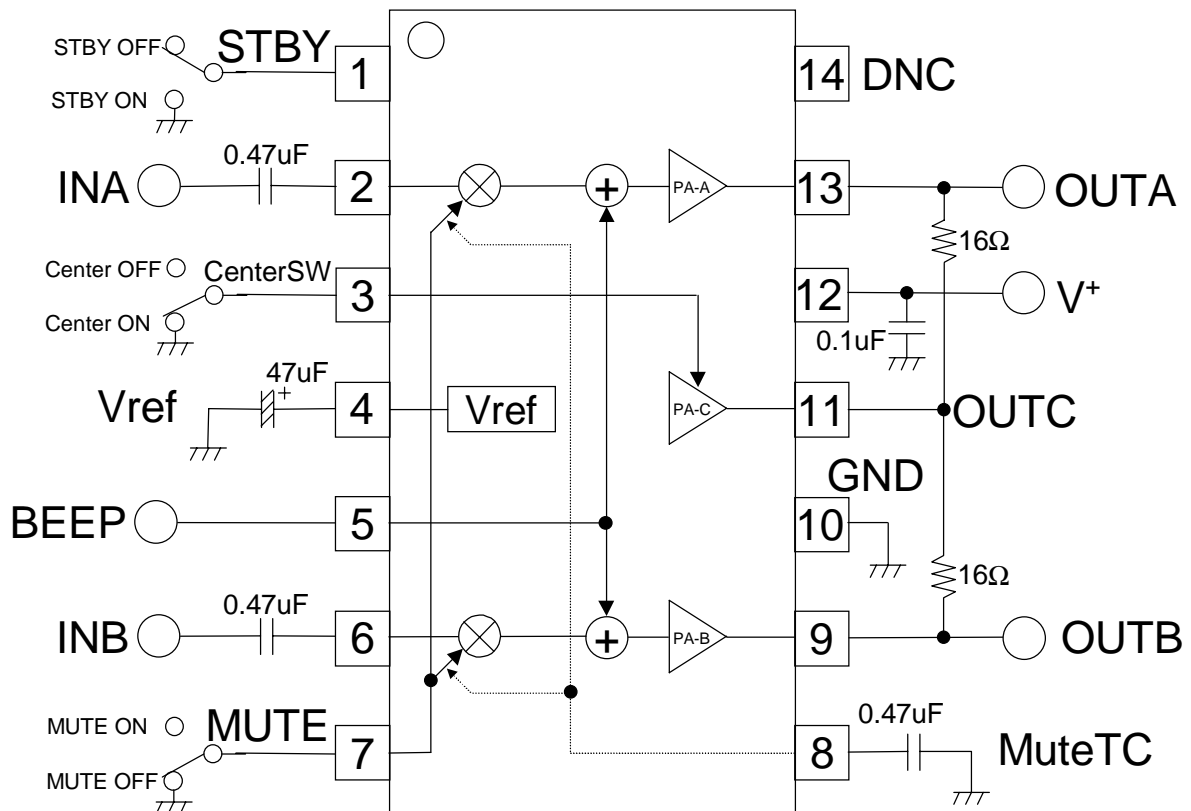 STBY OFF
STBY
1
STBY ON
14
DNC
0.47uF
INA
2
+
PA-A
13
OUTA
16Ω
Center OFF
CenterSW
3
12
V+
Center ON
0.1uF
47uF
+
Vref
4
Vref
PA-C
11
OUTC
GND
BEEP
5
10
16Ω
0.47uF
INB
6
+
PA-B
9
OUTB
MUTE ON
MUTE
7
0.47uF
8
MuteTC
MUTE OFF